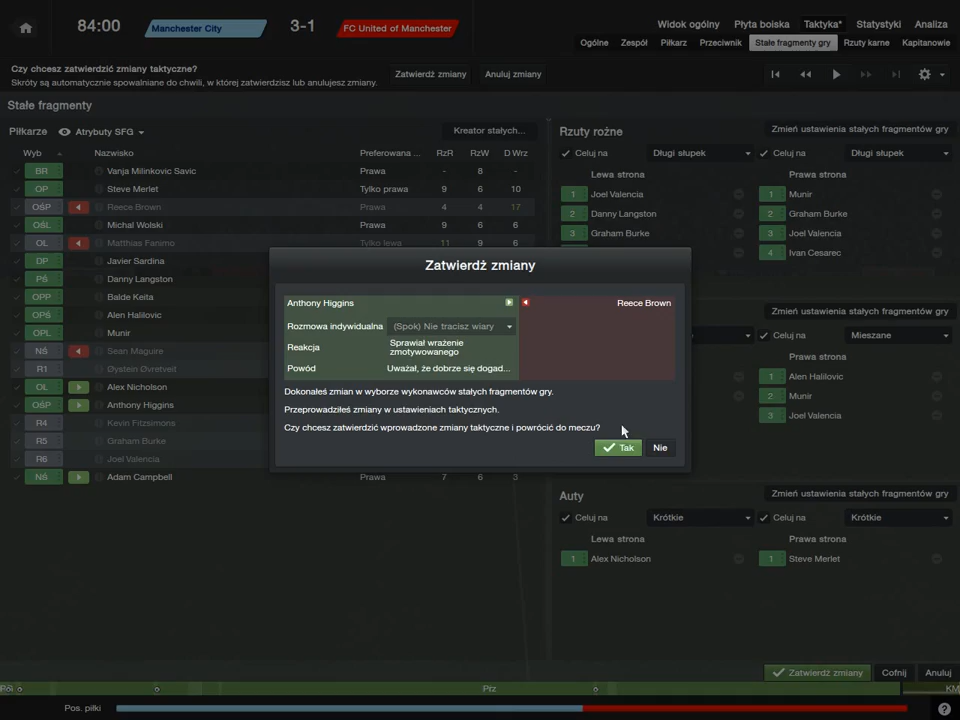 84:00
Manchester City
3-1
FC United of Manchester
Widok ogólny
Płyta boiska
Taktyka*
Statystyki
Analiza
Ogólne
Zespół
Piłkarz
Przeciwnik
Stałe fragmenty gry
Rzuty karne
Kapitanowie
Czy chcesz zatwierdzić zmiany taktyczne?
Skróty są automatycznie spowalniane do chwili, w której zatwierdzisz lub anulujesz zmiany.
Zatwierdź zmiany
Anuluj zmiany
Stałe fragmenty
Piłkarze
Atrybuty SFG
Kreator stałych...
Wyb
Nazwisko
Preferowana ...
RzR
RzW
D Wrz
BR Vanja Milinkovic Savic Prawa - 8 -
OP Steve Merlet Tylko prawa 9 6 10
OśP Reece Brown Prawa 4 4 17
OśL Michal Wolski Prawa 9 6 6
OL Matthias Fanimo Tylko lewa 11 9 6
DP Javier Sardina
PŚ Danny Langston
OPP Balde Keita
OPś Alen Halilovic
OPL Munir
NŚ Sean Maguire
R1 Øystein Øvretveit
OL Alex Nicholson
OśP Anthony Higgins
R4 Kevin Fitzsimons
R5 Graham Burke
R6 Joel Valencia
NŚ Adam Campbell Prawa 7 6 3
Zatwierdź zmiany
Anthony Higgins
Reece Brown
Rozmowa indywidualna
(Spok) Nie tracisz wiary
Reakcja
Sprawiał wrażenie
zmotywowanego
Powód
Uważał, że dobrze się dogad...
Dokonałeś zmian w wyborze wykonawców stałych fragmentów gry.
Przeprowadziłeś zmiany w ustawieniach taktycznych.
Czy chcesz zatwierdzić wprowadzone zmiany taktyczne i powrócić do meczu?
Tak
Nie
Rzuty rożne
Zmień ustawienia stałych fragmentów gry
Celuj na
Długi słupek
Celuj na
Długi słupek
Lewa strona
Prawa strona
1 Joel Valencia
1 Munir
2 Danny Langston
2 Graham Burke
3 Graham Burke
3 Joel Valencia
4 Ivan Cesarec
Zmień ustawienia stałych fragmentów gry
Mieszane
Prawa strona
1 Alen Halilovic
2 Munir
3 Joel Valencia
Auty
Zmień ustawienia stałych fragmentów gry
Celuj na
Krótkie
Celuj na
Krótkie
Lewa strona
Prawa strona
1 Alex Nicholson
1 Steve Merlet
Zatwierdź zmiany
Cofnij
Anuluj
Prz
KM
Pos. piłki